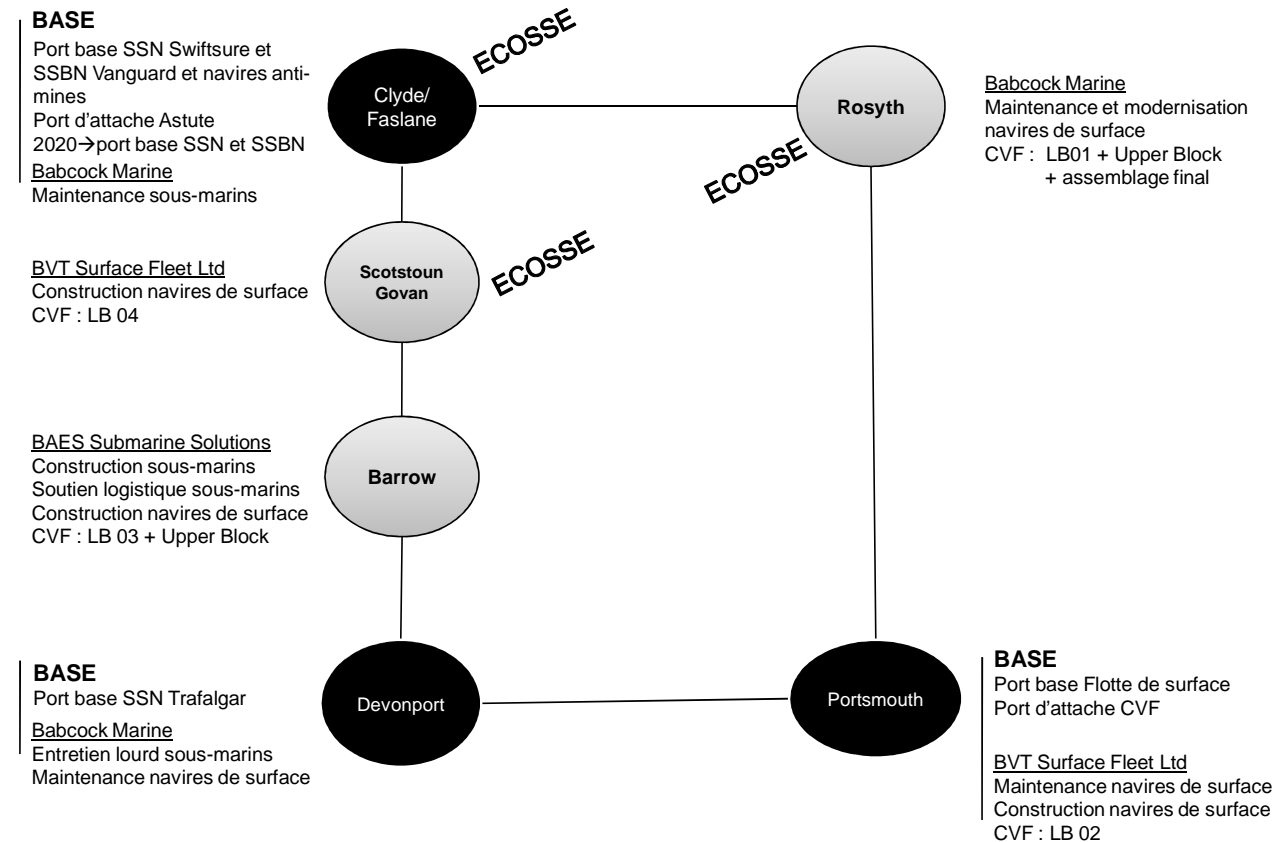 BASE
Port base SSN Swiftsure et
SSBN Vanguard et navires anti-
mines
Port d'attache Astute
2020→port base SSN et SSBN
Babcock Marine
Maintenance sous-marins
Clyde/
Faslane
ECOSSE
Rosyth
ECOSSE
Babcock Marine
Maintenance et modernisation
navires de surface
CVF : LB01 + Upper Block
+ assemblage final
BVT Surface Fleet Ltd
Construction navires de surface
CVF : LB 04
Scotstoun
Govan
ECOSSE
BAES Submarine Solutions
Construction sous-marins
Soutien logistique sous-marins
Construction navires de surface
CVF : LB 03 + Upper Block
Barrow
BASE
Port base SSN Trafalgar
Babcock Marine
Entretien lourd sous-marins
Maintenance navires de surface
Devonport
Portsmouth
BASE
Port base Flotte de surface
Port d'attache CVF
BVT Surface Fleet Ltd
Maintenance navires de surface
Construction navires de surface
CVF : LB 02